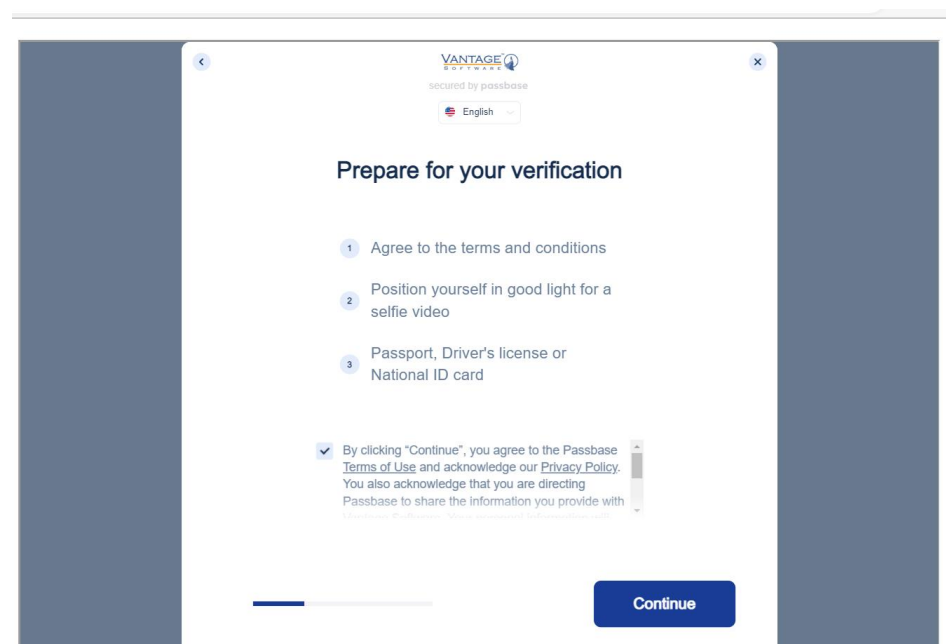 VANTAGE
SOFTWARE
secured by passbase
English
Prepare for your verification
1 Agree to the terms and conditions
2 Position yourself in good light for a
selfie video
3 Passport, Driver's license or
National ID card
By clicking “Continue”, you agree to the Passbase
Terms of Use and acknowledge our Privacy Policy.
You also acknowledge that you are directing
Passbase to share the information you provide with
Continue